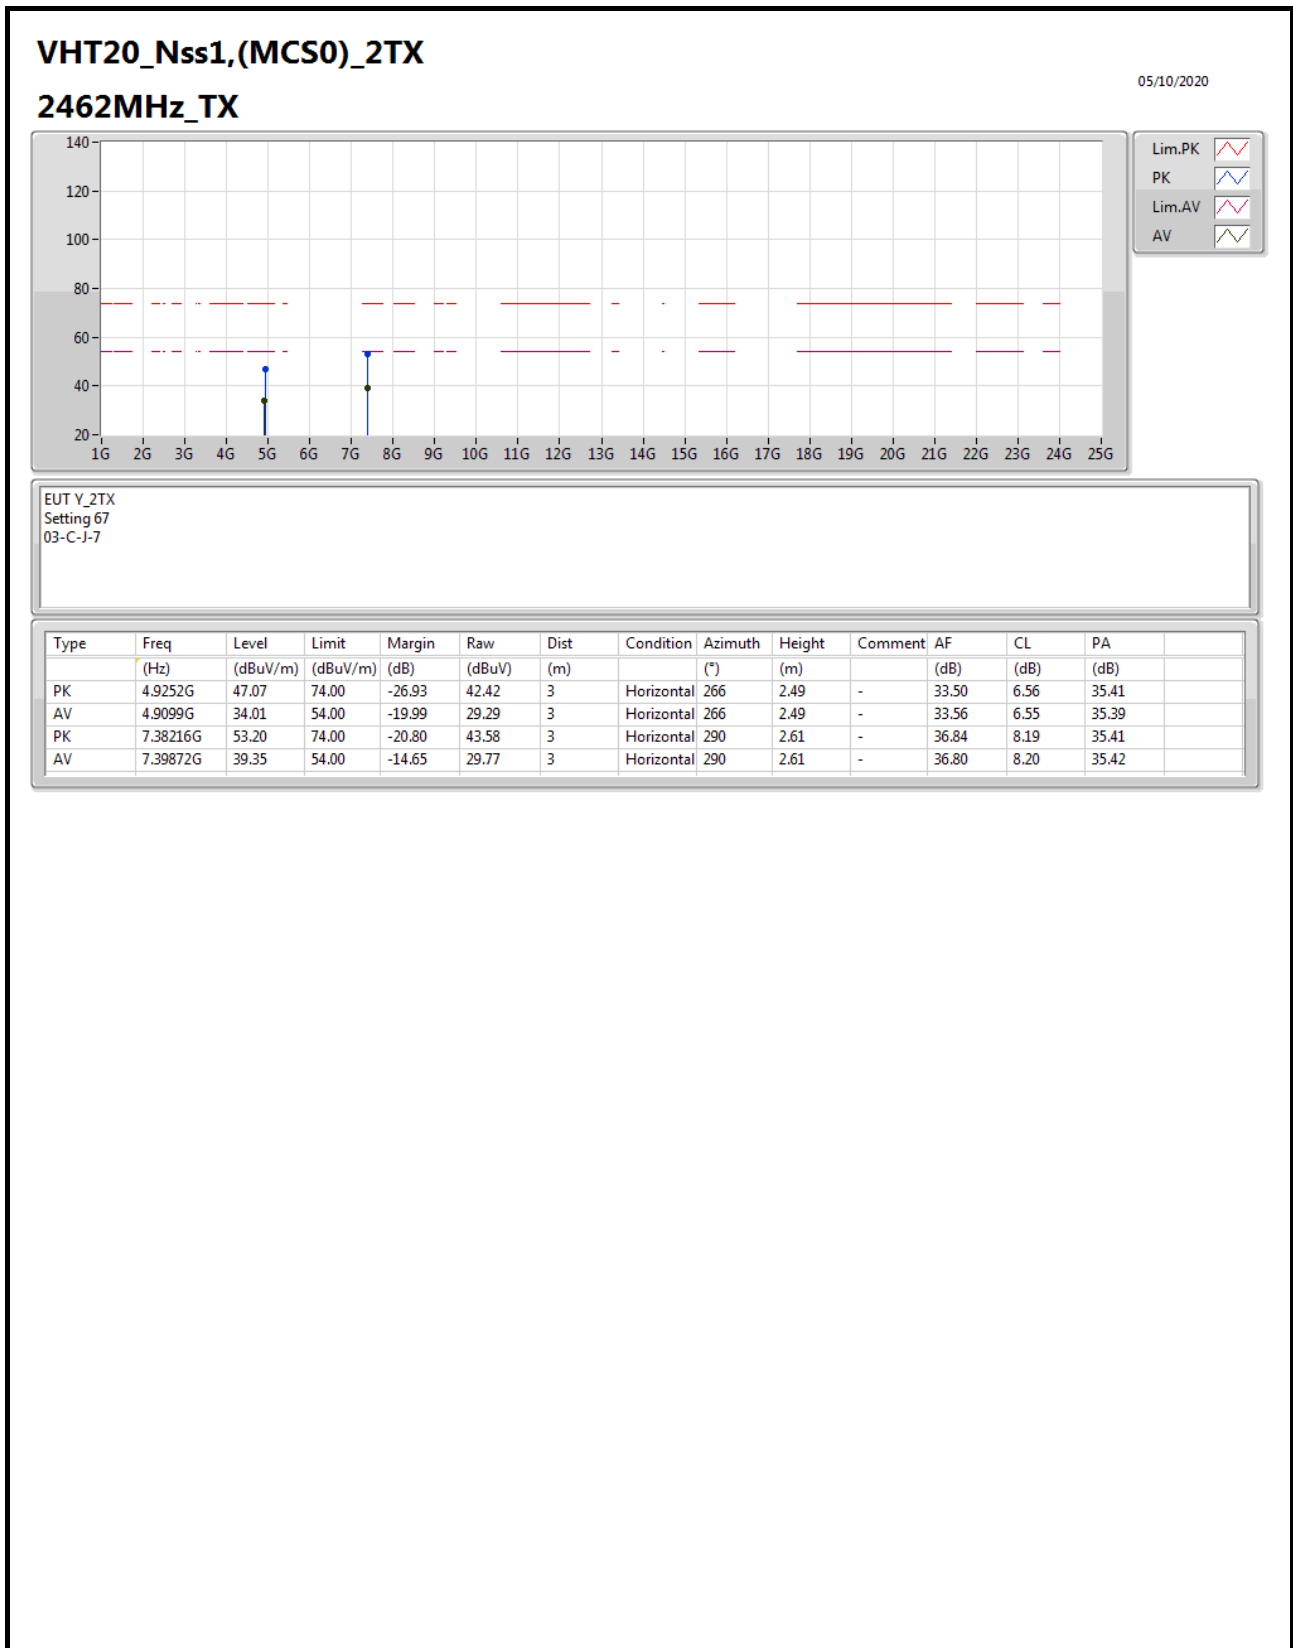 VHT20_Nss1,(MCS0)_2TX
05/10/2020
2462MHz_TX
140
120
100
80
60
40
20
1G 2G 3G 4G 5G 6G 7G 8G 9G 10G 11G 12G 13G 14G 15G 16G 17G 18G 19G 20G 21G 22G 23G 24G 25G
Lim.PK
PK
Lim.AV
AV
EUT Y_2TX
Setting 67
03-C-J-7
Type Freq Level Limit Margin Raw Dist Condition Azimuth Height Comment AF CL PA
(Hz) (dBuV/m) (dBuV/m) (dB) (dBuV) (m) (°) (m) (dB) (dB) (dB)
PK 4.9252G 47.07 74.00 -26.93 42.42 3 Horizontal 266 2.49 - 33.50 6.56 35.41
AV 4.9099G 34.01 54.00 -19.99 29.29 3 Horizontal 266 2.49 - 33.56 6.55 35.39
PK 7.38216G 53.20 74.00 -20.80 43.58 3 Horizontal 290 2.61 - 36.84 8.19 35.41
AV 7.39872G 39.35 54.00 -14.65 29.77 3 Horizontal 290 2.61 - 36.80 8.20 35.42